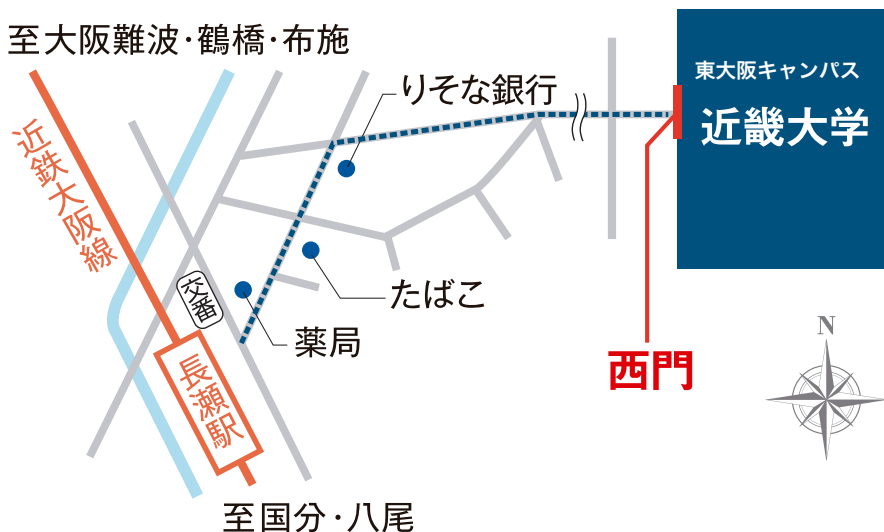 至大阪難波・鶴橋・布施
りそな銀行
東大阪キャンパス
近畿大学
近鉄大阪線
交番
たばこ
薬局
長瀬駅
西門
N
至国分・八尾